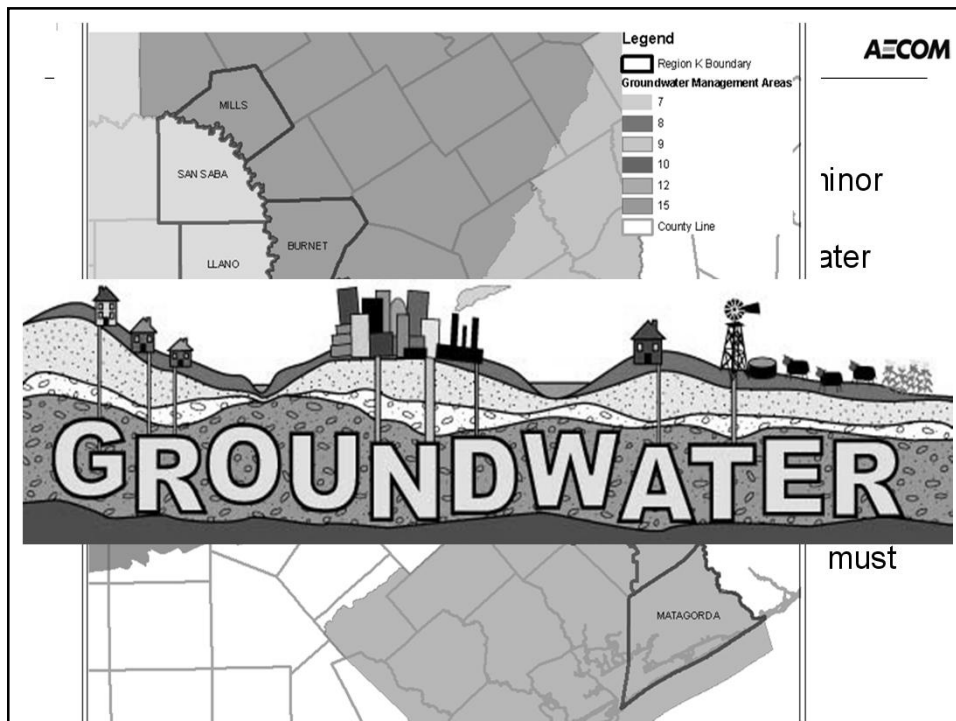 Legend
AECOM
Region K Boundary
Groundwater Management Areas
7
8
9
10
12
15
County Line
MILLS
SAN SABA
BURNET
LLANO
ninor
ater
GROUNDWATER
must
MATAGORDA